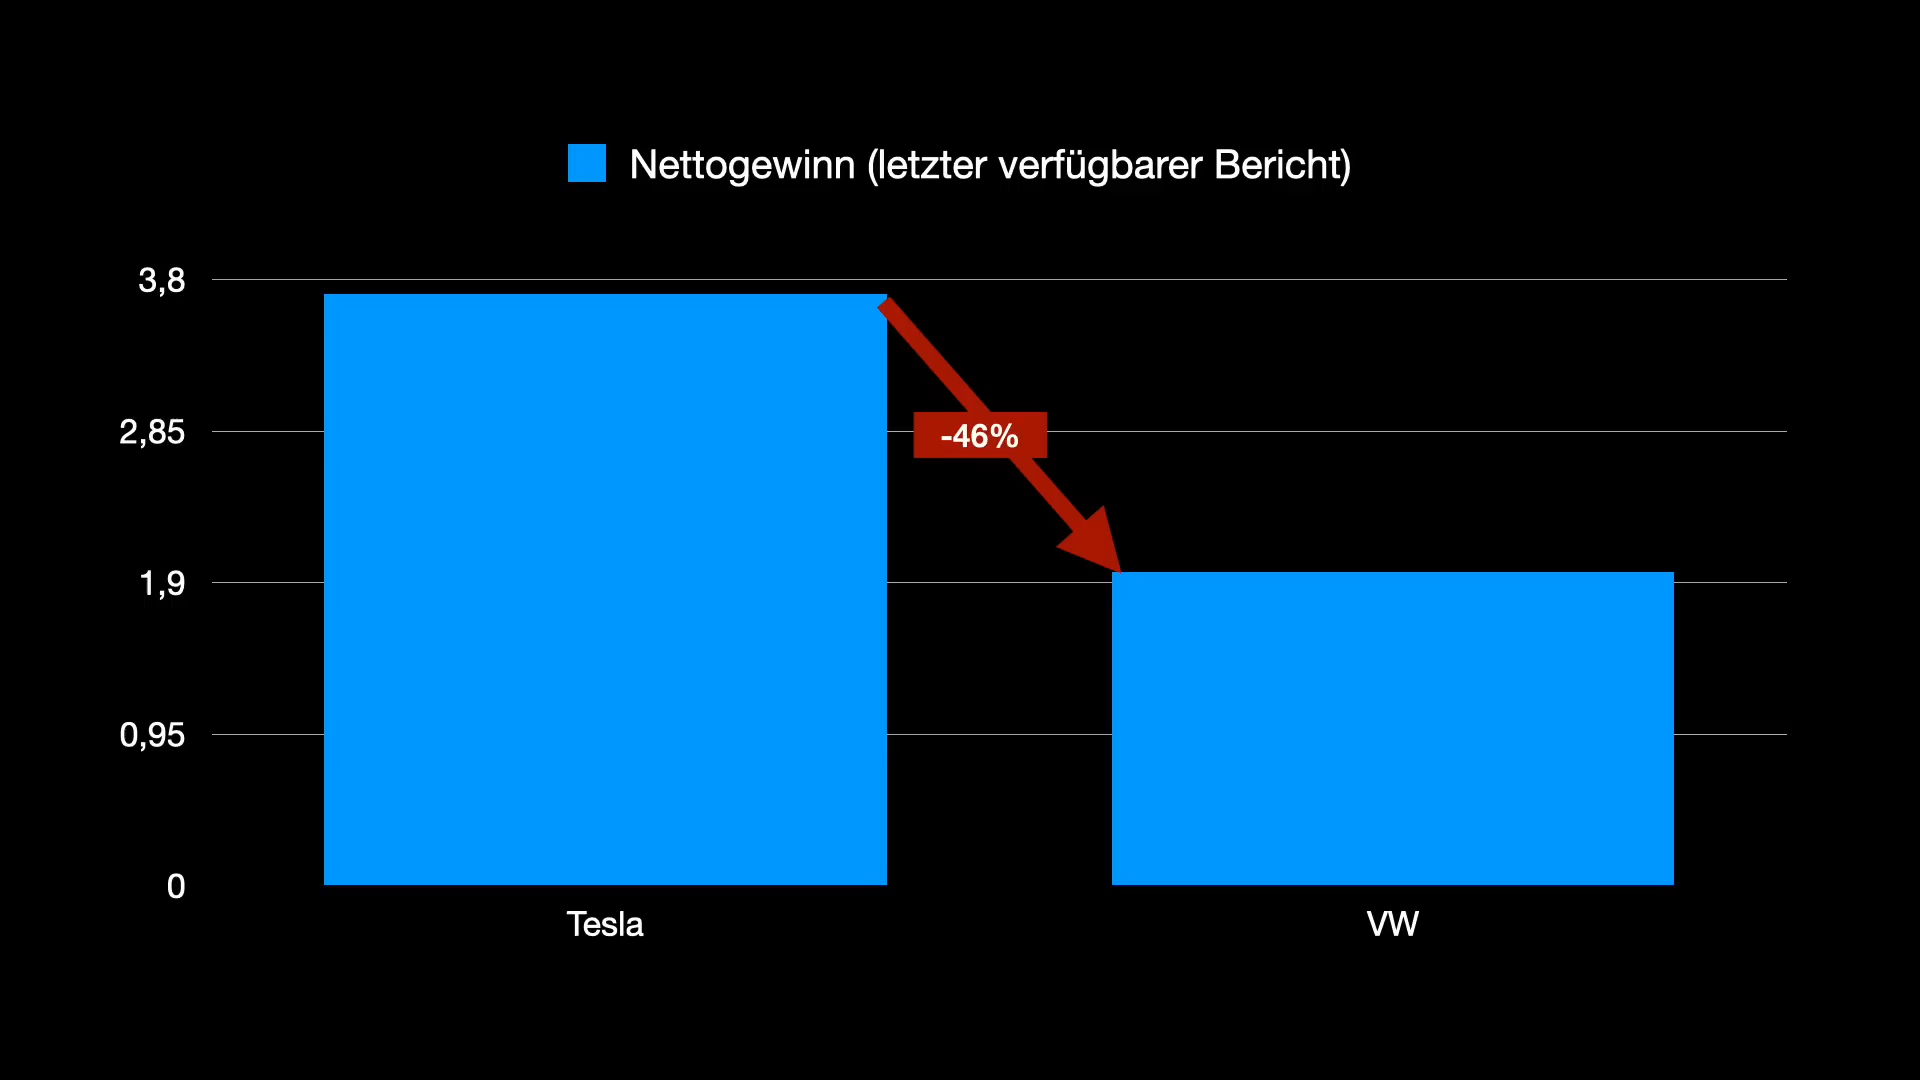 Nettogewinn (letzter verfügbarer Bericht)
3,8
2,85
-46%
1,9
0,95
0
Tesla
VW